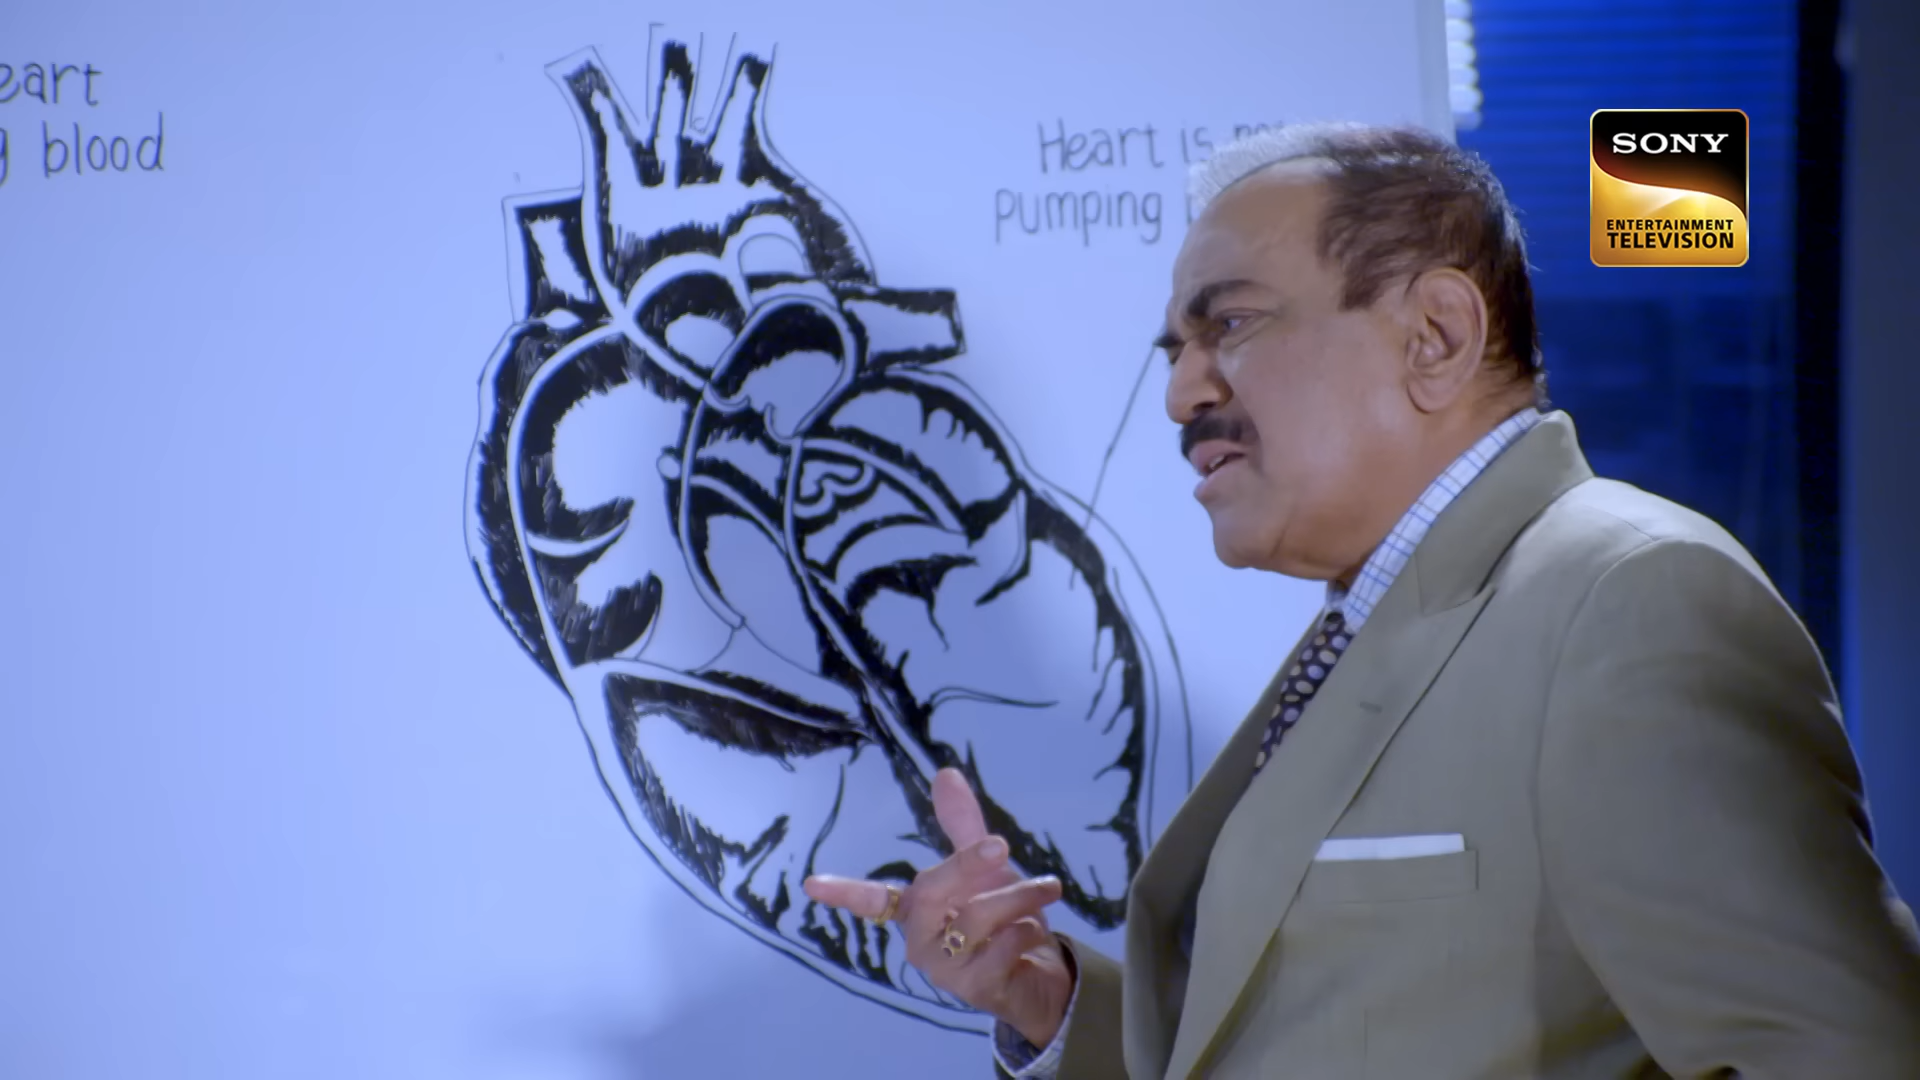 eart
g blood
Heart is
Pumping
SONY
ENTERTAINMENT
TELEVISION